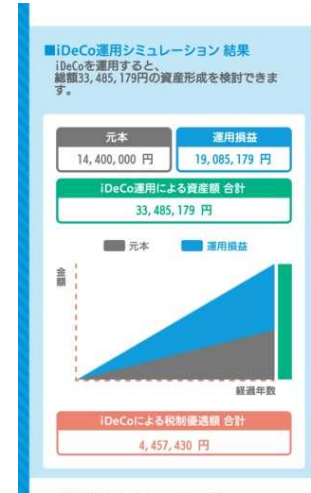 ■iDeCo運用シミュレーション 結果
iDeCoを運用すると、
総額33,485,179円の資産形成を検討できま
す。
元本
運用損益
14,400,000 円
19,085,179 円
iDeCo運用による資産額 合計
33,485,179 円
元本
運用損益
金額
経過年数
iDeCoによる税制優遇額 合計
4,457,430 円